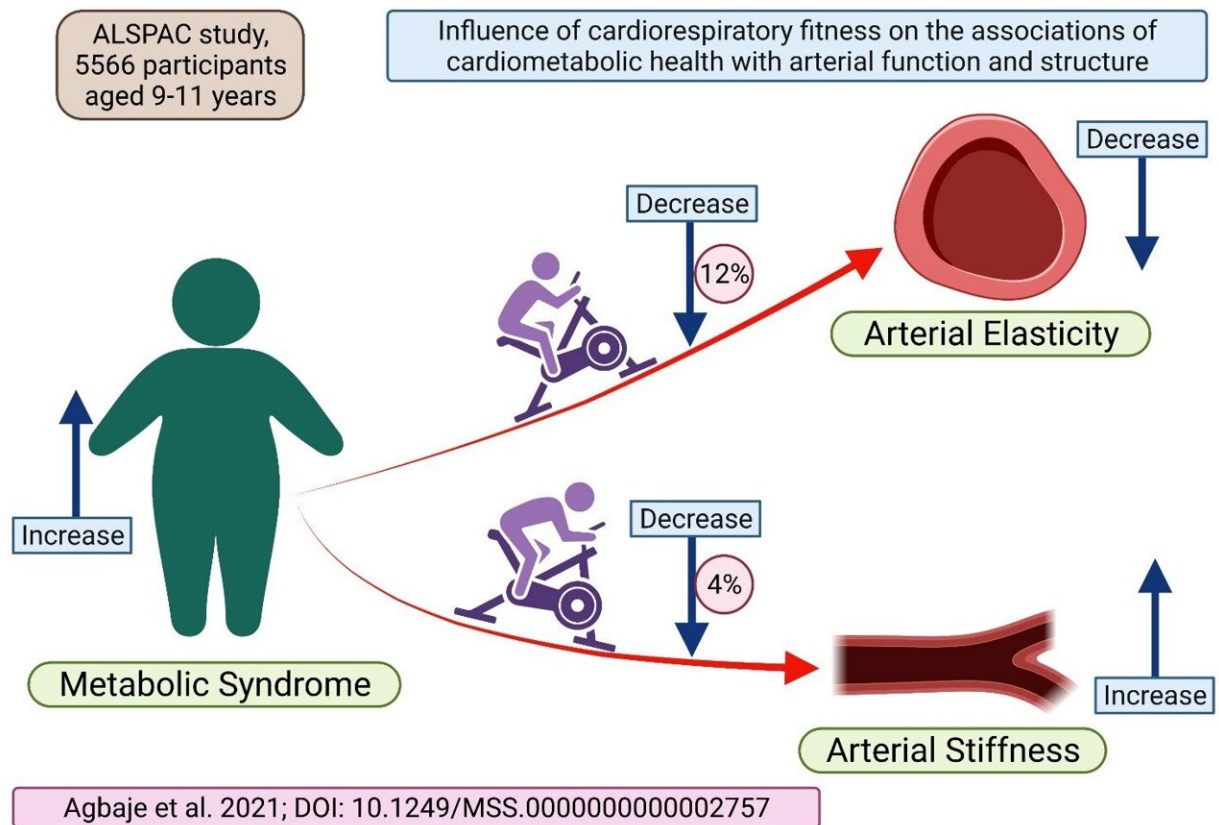 ALSPAC study,
5566 participants
aged 9-11 years
Influence of cardiorespiratory fitness on the associations of
cardiometabolic health with arterial function and structure
Decrease
Decrease
12%
Arterial Elasticity
Increase
Decrease
4%
Metabolic Syndrome
Increase
Arterial Stiffness
Agbaje et al. 2021; DOI: 10.1249/MSS.0000000000002757